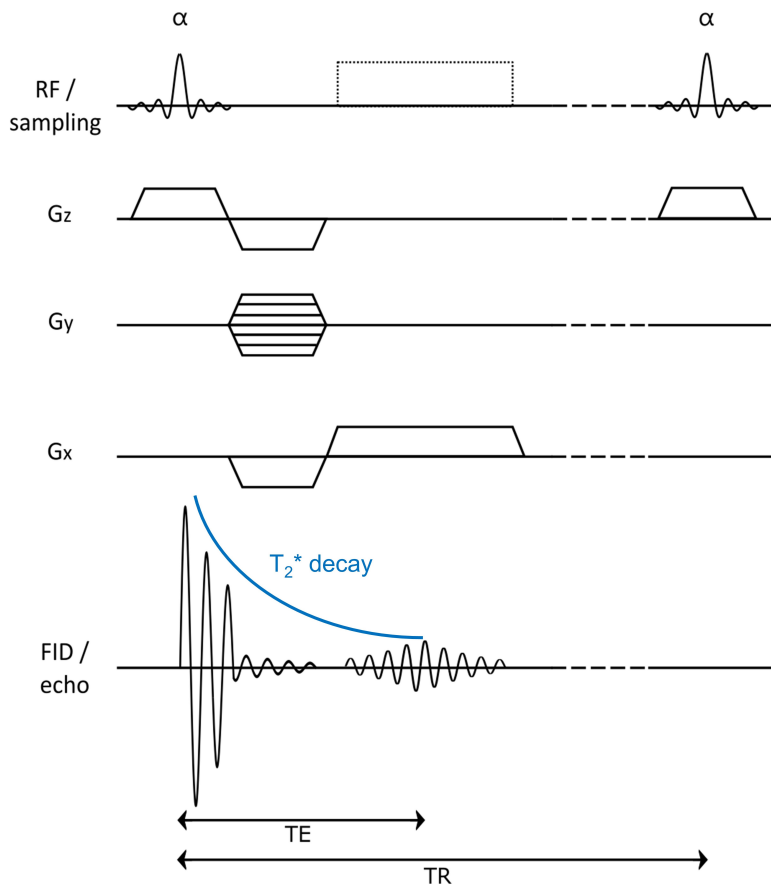 α
α
RF /
sampling
Gz
Gy
Gx
T₂* decay
FID /
echo
TE
TR